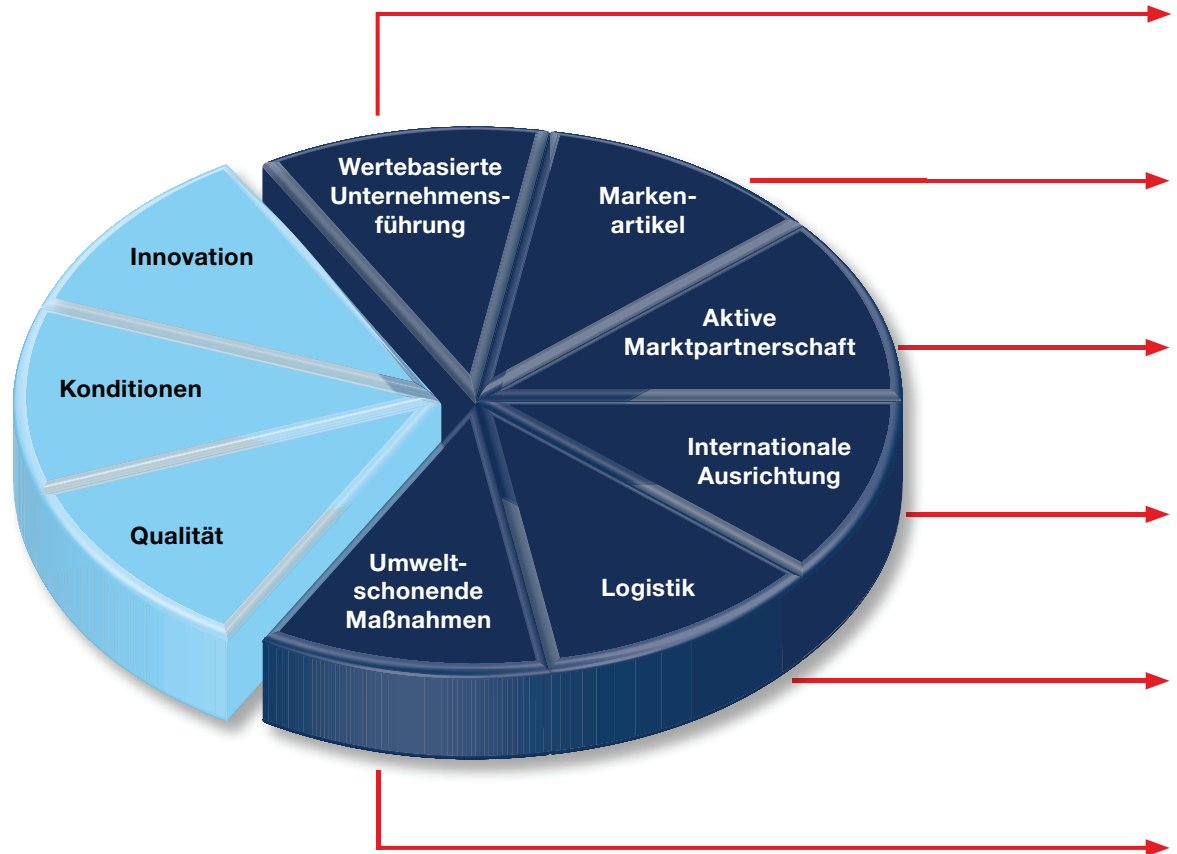 Wertebasierte
Unternehmens-
führung
Marken-
artikel
Innovation
Aktive
Marktpartnerschaft
Konditionen
Internationale
Ausrichtung
Qualität
Umwelt-
schonende
Maßnahmen
Logistik